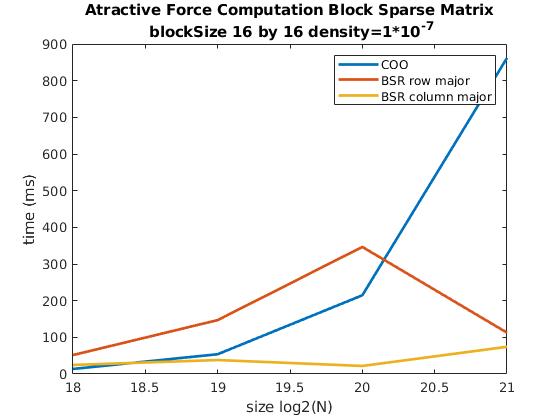 Atractive Force Computation Block Sparse Matrix
blockSize 16 by 16 density=1*10^-7
900
800
700
600
500
400
300
200
100
0
time (ms)
COO
BSR row major
BSR column major
18
18.5
19
19.5
20
20.5
21
size log2(N)